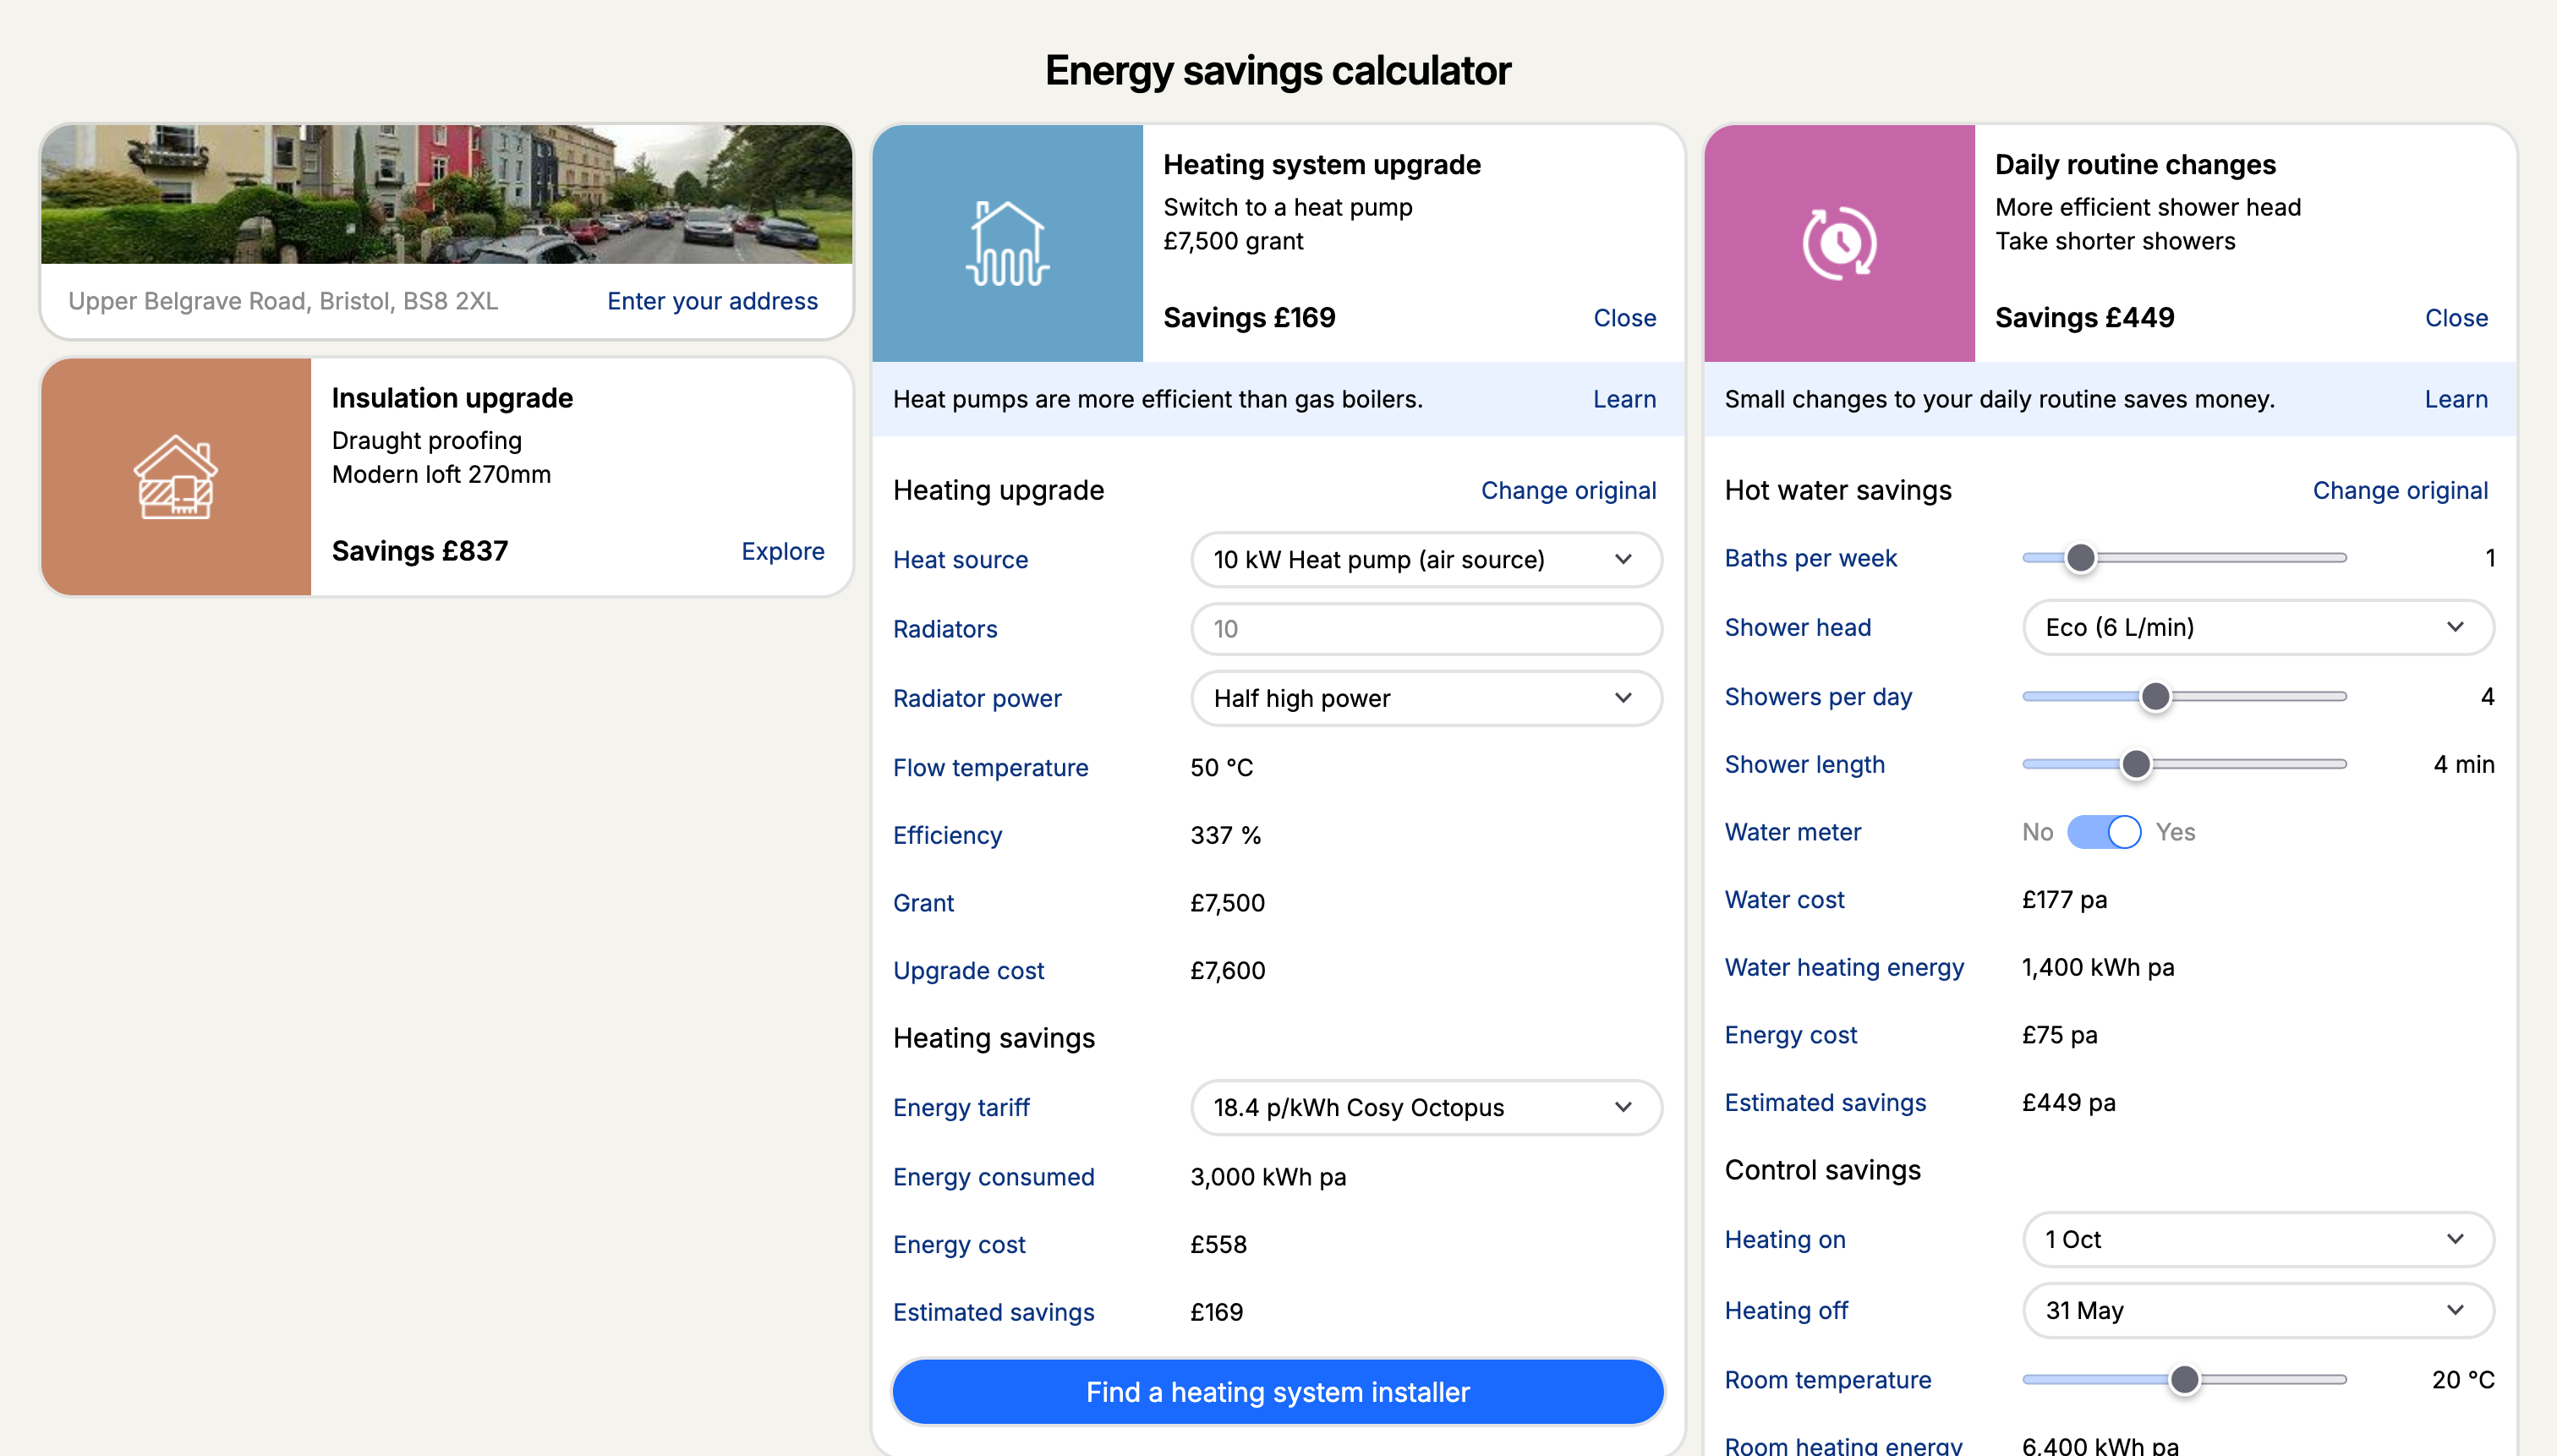 Energy savings calculator
Upper Belgrave Road, Bristol, BS8 2XL
Enter your address
Insulation upgrade
Draught proofing
Modern loft 270mm
Savings £837
Explore
Heating system upgrade
Switch to a heat pump
£7,500 grant
Savings £169
Close
Heat pumps are more efficient than gas boilers.
Learn
Heating upgrade
Change original
Heat source
10 kW Heat pump (air source)
Radiators
10
Radiator power
Half high power
Flow temperature
50 °C
Efficiency
337 %
Grant
£7,500
Upgrade cost
£7,600
Heating savings
Energy tariff
18.4 p/kWh Cosy Octopus
Energy consumed
3,000 kWh pa
Energy cost
£558
Estimated savings
£169
Find a heating system installer
Daily routine changes
More efficient shower head
Take shorter showers
Savings £449
Close
Small changes to your daily routine saves money.
Learn
Hot water savings
Change original
Baths per week
1
Shower head
Eco (6 L/min)
Showers per day
4
Shower length
4 min
Water meter
No
Yes
Water cost
£177 pa
Water heating energy
1,400 kWh pa
Energy cost
£75 pa
Estimated savings
£449 pa
Control savings
Heating on
1 Oct
Heating off
31 May
Room temperature
20 °C
Room heating energy
6,400 kWh pa